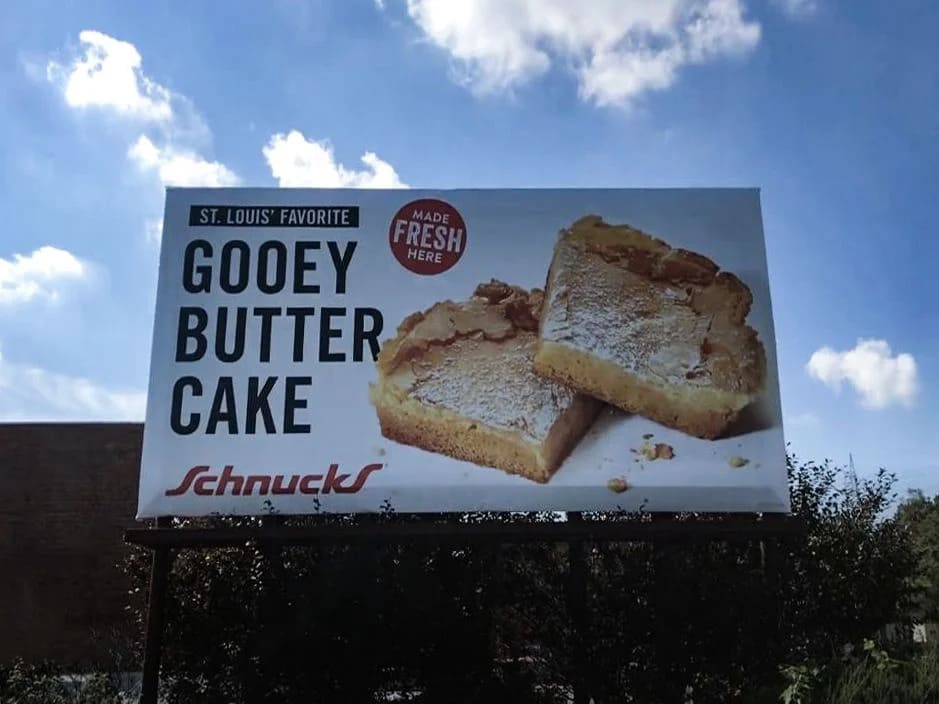 ST. LOUIS' FAVORITE
GOOEY
BUTTER
CAKE
MADE
FRESH
HERE
Schnucks